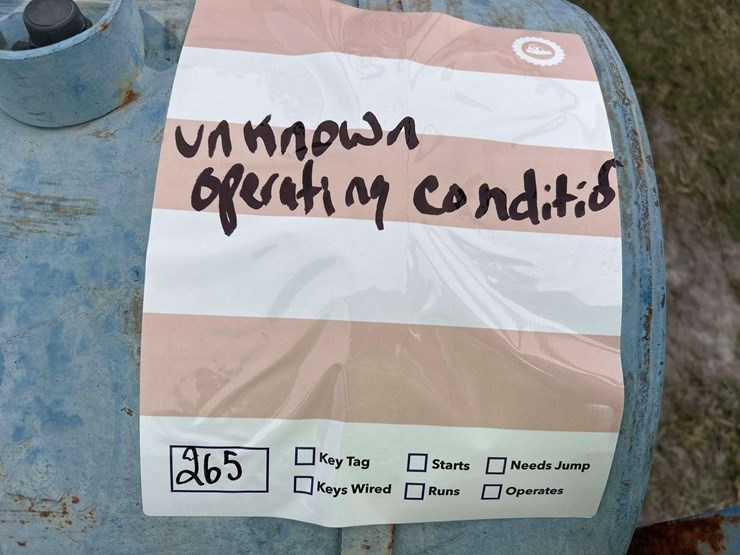 unknown
operating conditio
265
Key Tag Starts Needs Jump
Keys Wired Runs Operates